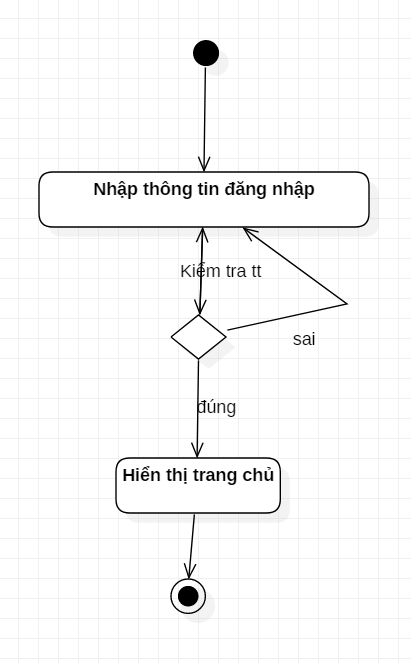 Nhập thông tin đăng nhập
Kiểm tra tt
sai
đúng
Hiển thị trang chủ